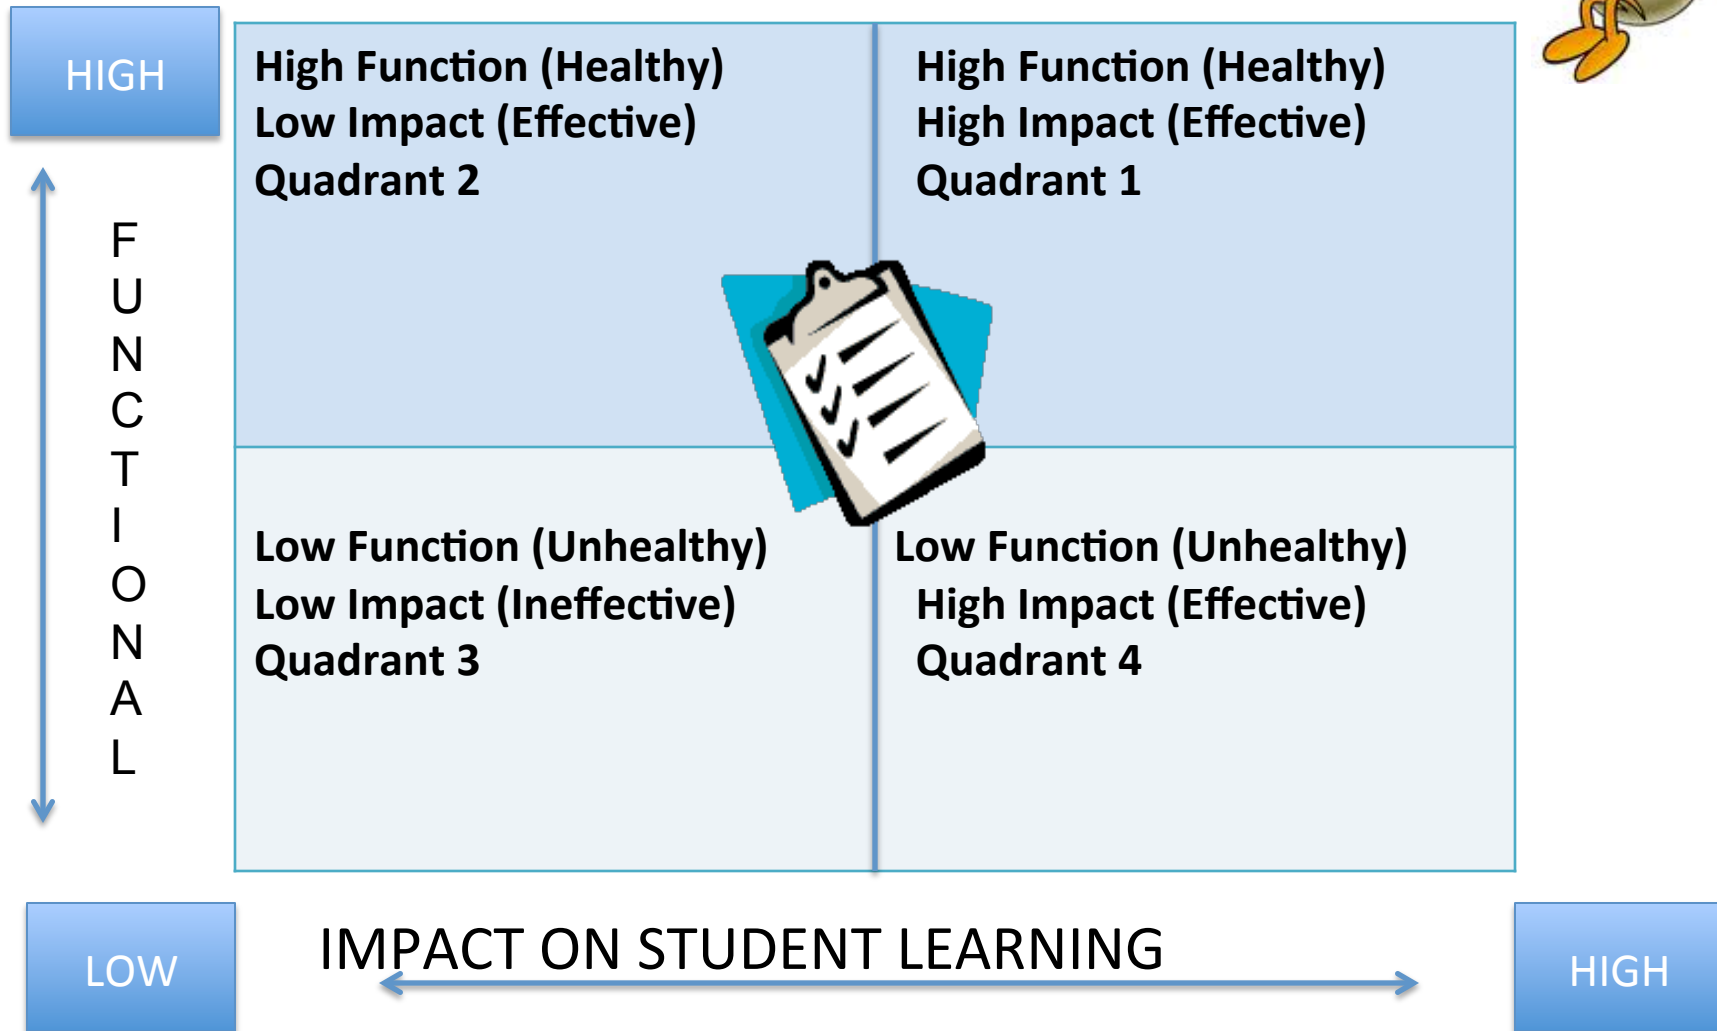 HIGH
High Function (Healthy)
Low Impact (Effective)
Quadrant 2
High Function (Healthy)
High Impact (Effective)
Quadrant 1
F
U
N
C
T
I
O
N
A
L
Low Function (Unhealthy)
Low Impact (Ineffective)
Quadrant 3
Low Function (Unhealthy)
High Impact (Effective)
Quadrant 4
LOW
IMPACT ON STUDENT LEARNING
HIGH